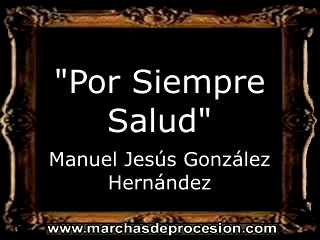 "Por Siempre
Salud"
Manuel Jesús González
Hernández
www.marchasdeprocesion.com